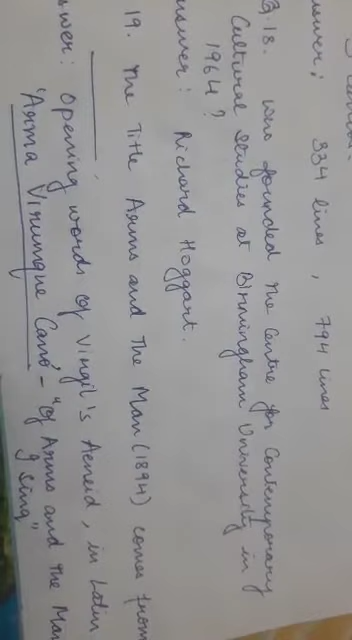 Answer: 334 lines, 794 lines
Q.18. Who founded the Centre for Contemporary
Cultural Studies at Birmingham University in
1964?
Answer: Richard Hoggart.
19. The Title Arms and The Man (1894) comes from
______.
Answer: Opening words of Virgil's Aeneid, in Latin
'Arma Virumque Cano' - "Of Arms and the Man
I sing"